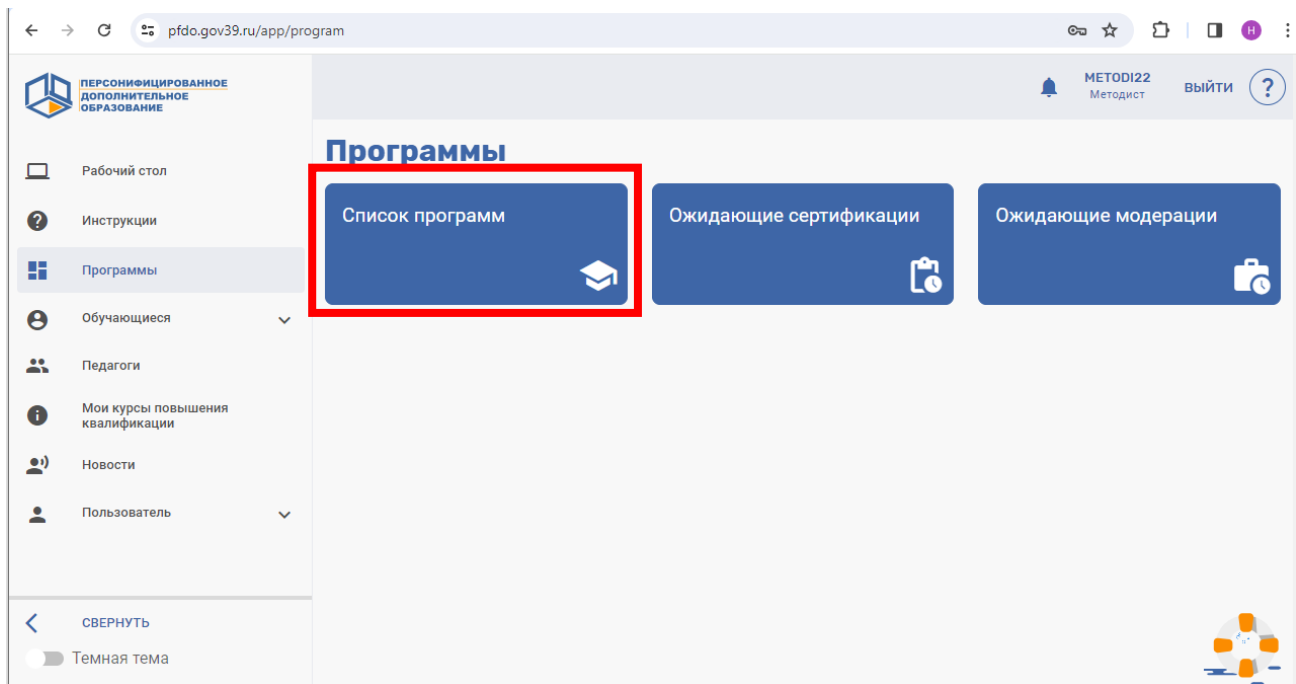 pfdo.gov39.ru/app/program
H
ПЕРСОНИФИЦИРОВАННОЕ
ДОПОЛНИТЕЛЬНОЕ
ОБРАЗОВАНИЕ
METODI22
Методист
ВЫЙТИ
?
Рабочий стол
Инструкции
Программы
Обучающиеся
Педагоги
Мои курсы повышения
квалификации
Новости
Пользователь
СВЕРНУТЬ
Темная тема
Программы
Список программ
Ожидающие сертификации
Ожидающие модерации